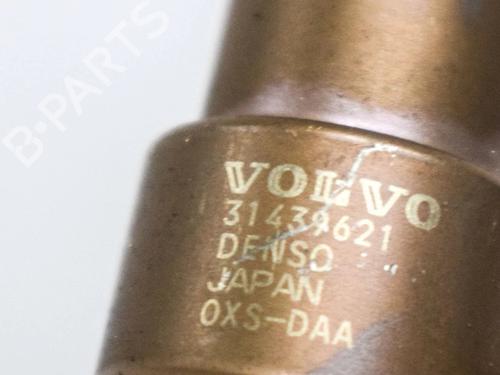 B-PARTS
VOLVO
31439621
DENSO
JAPAN
OXS-DAA